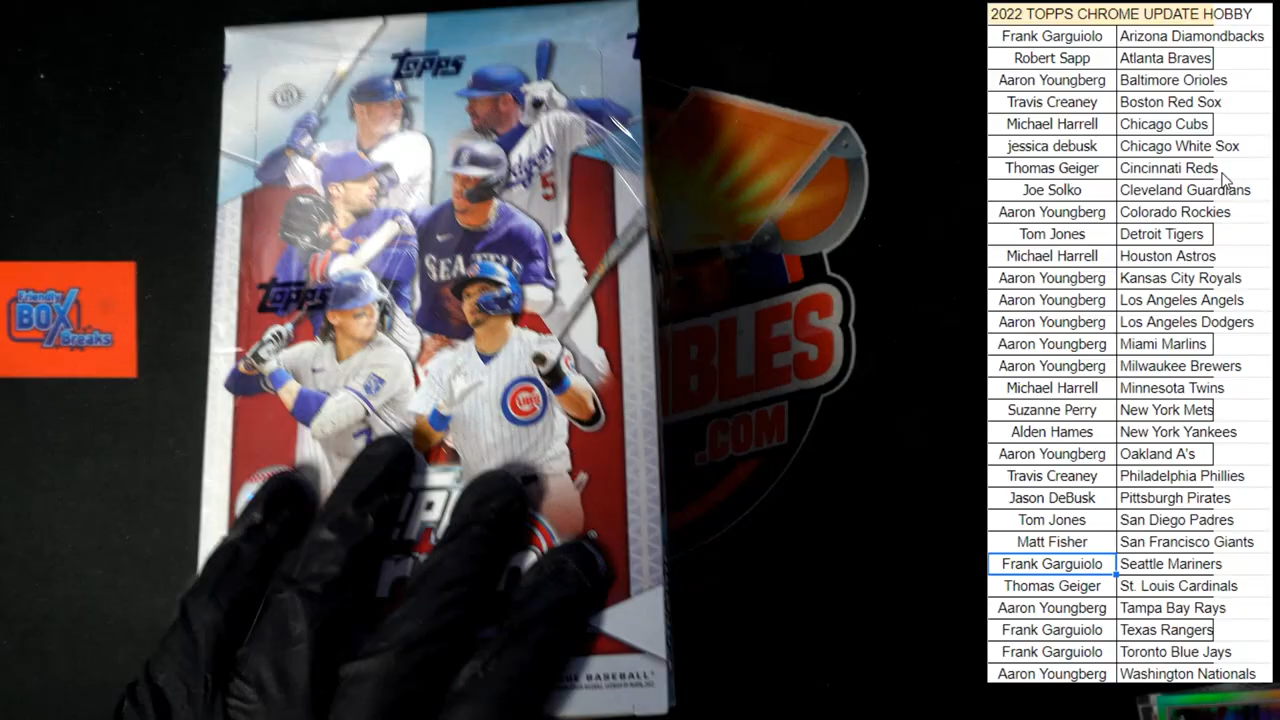 Topps
Dodgers
5
SEATTLE
Topps
CUBS
7
BASEBALL
Friendly
BOX
Breaks
BLES
.COM
2022 TOPPS CHROME UPDATE HOBBY
Frank Garguiolo Arizona Diamondbacks
Robert Sapp Atlanta Braves
Aaron Youngberg Baltimore Orioles
Travis Creaney Boston Red Sox
Michael Harrell Chicago Cubs
jessica debusk Chicago White Sox
Thomas Geiger Cincinnati Reds
Joe Solko Cleveland Guardians
Aaron Youngberg Colorado Rockies
Tom Jones Detroit Tigers
Michael Harrell Houston Astros
Aaron Youngberg Kansas City Royals
Aaron Youngberg Los Angeles Angels
Aaron Youngberg Los Angeles Dodgers
Aaron Youngberg Miami Marlins
Aaron Youngberg Milwaukee Brewers
Michael Harrell Minnesota Twins
Suzanne Perry New York Mets
Alden Hames New York Yankees
Aaron Youngberg Oakland A's
Travis Creaney Philadelphia Phillies
Jason DeBusk Pittsburgh Pirates
Tom Jones San Diego Padres
Matt Fisher San Francisco Giants
Frank Garguiolo Seattle Mariners
Thomas Geiger St. Louis Cardinals
Aaron Youngberg Tampa Bay Rays
Frank Garguiolo Texas Rangers
Frank Garguiolo Toronto Blue Jays
Aaron Youngberg Washington Nationals